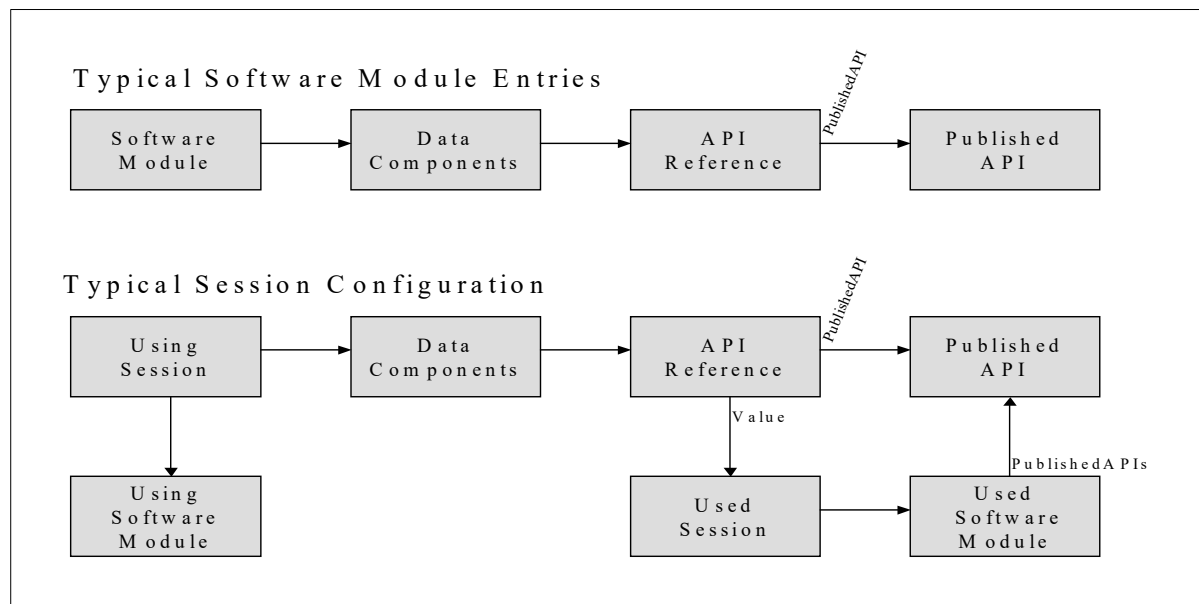 Typical Software Module Entries
PublishedAPI
Software
Module
Data
Components
API
Reference
Published
API
Typical Session Configuration
PublishedAPI
Using
Session
Data
Components
API
Reference
Published
API
Value
PublishedAPIs
Using
Software
Module
Used
Session
Used
Software
Module